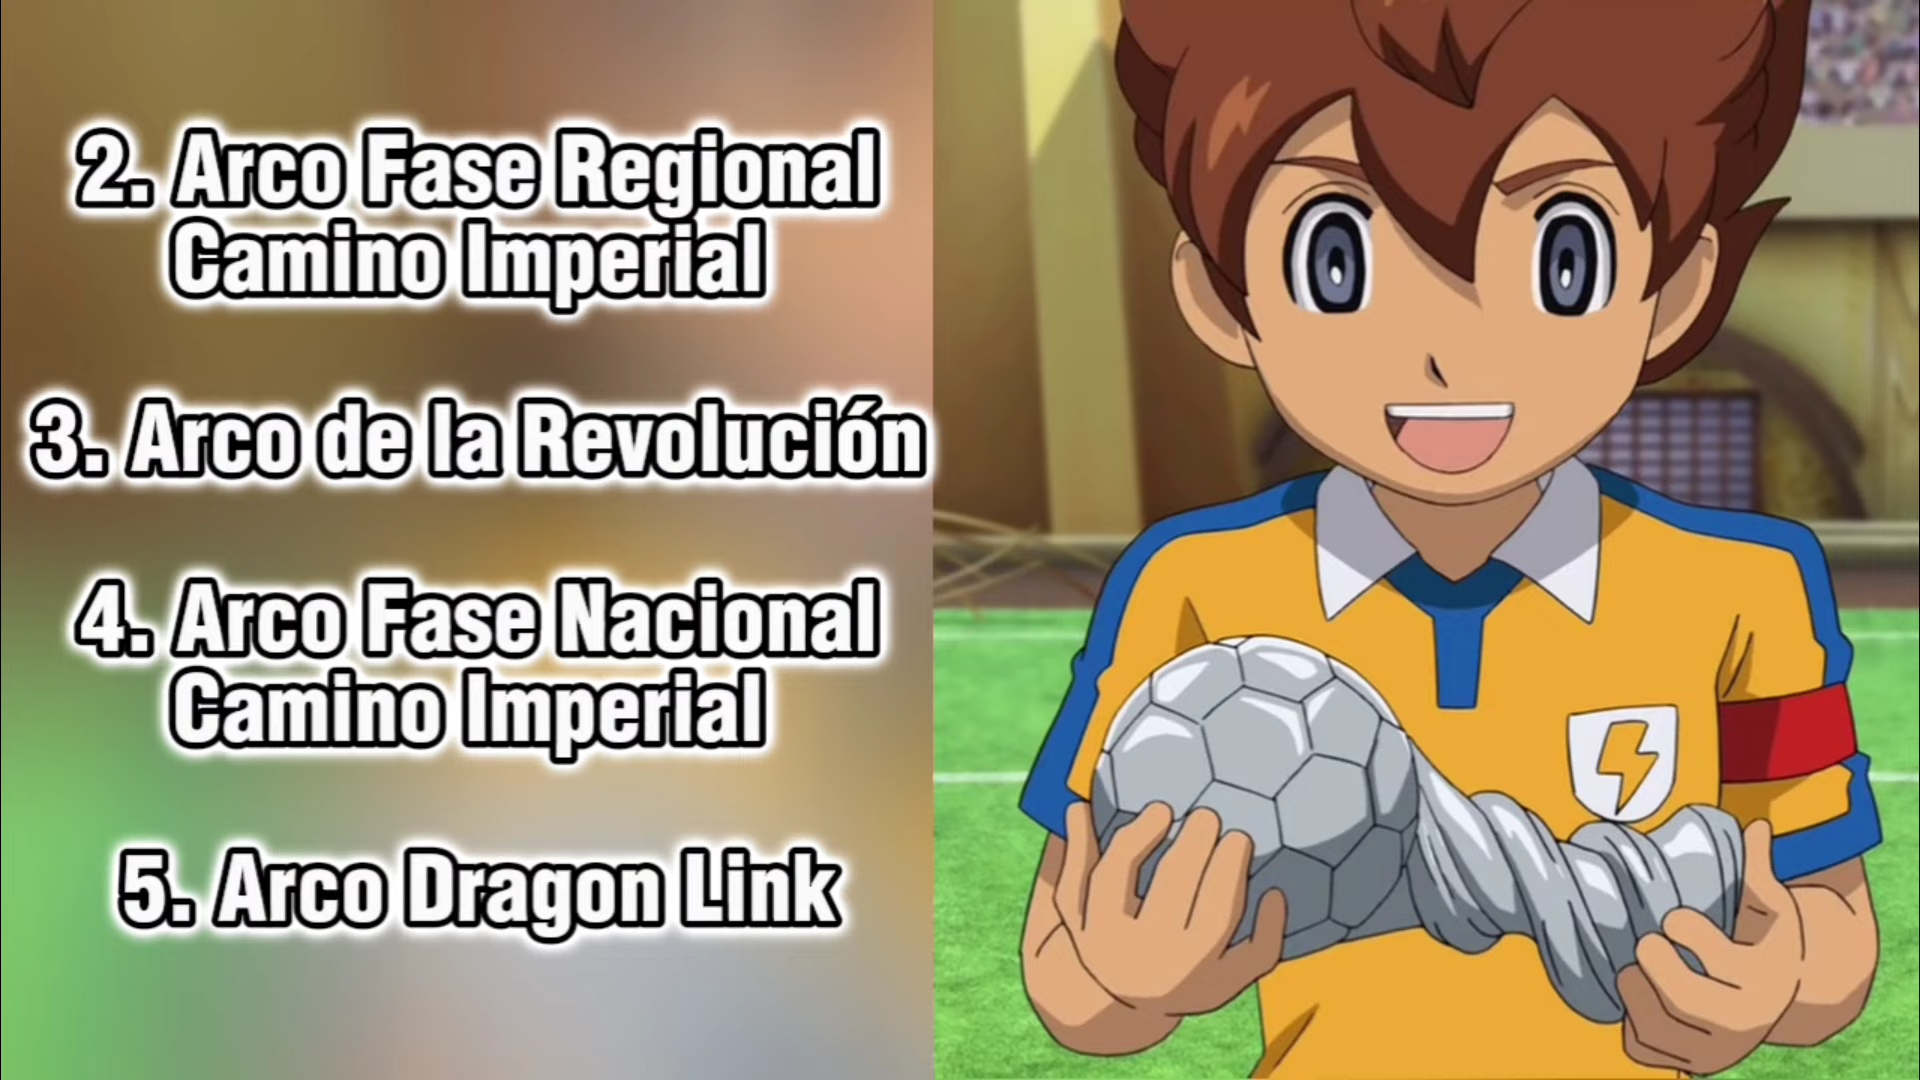 2. Arco Fase Regional
Camino Imperial
3. Arco de la Revolución
4. Arco Fase Nacional
Camino Imperial
5. Arco Dragon Link